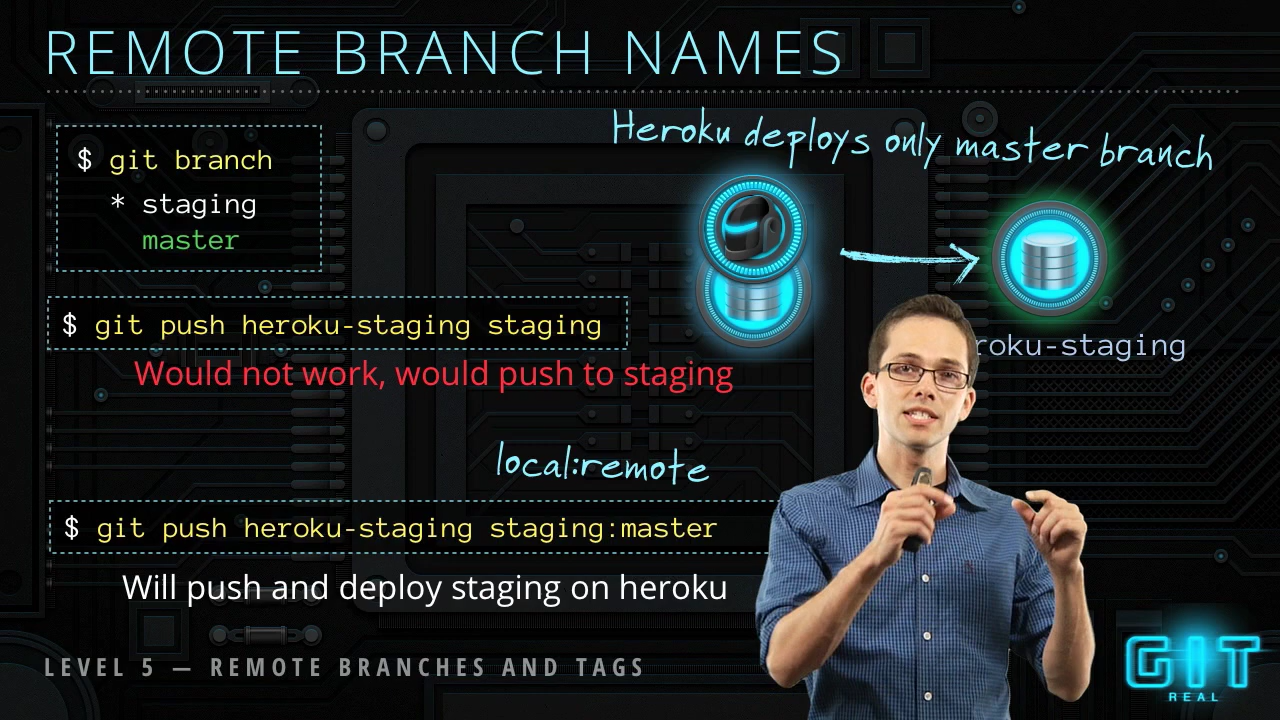 REMOTE BRANCH NAMES
Heroku deploys only master branch
$ git branch
* staging
master
$ git push heroku-staging staging
roku-staging
Would not work, would push to staging
local:remote
$ git push heroku-staging staging:master
Will push and deploy staging on heroku
LEVEL 5 — REMOTE BRANCHES AND TAGS
GIT
REAL